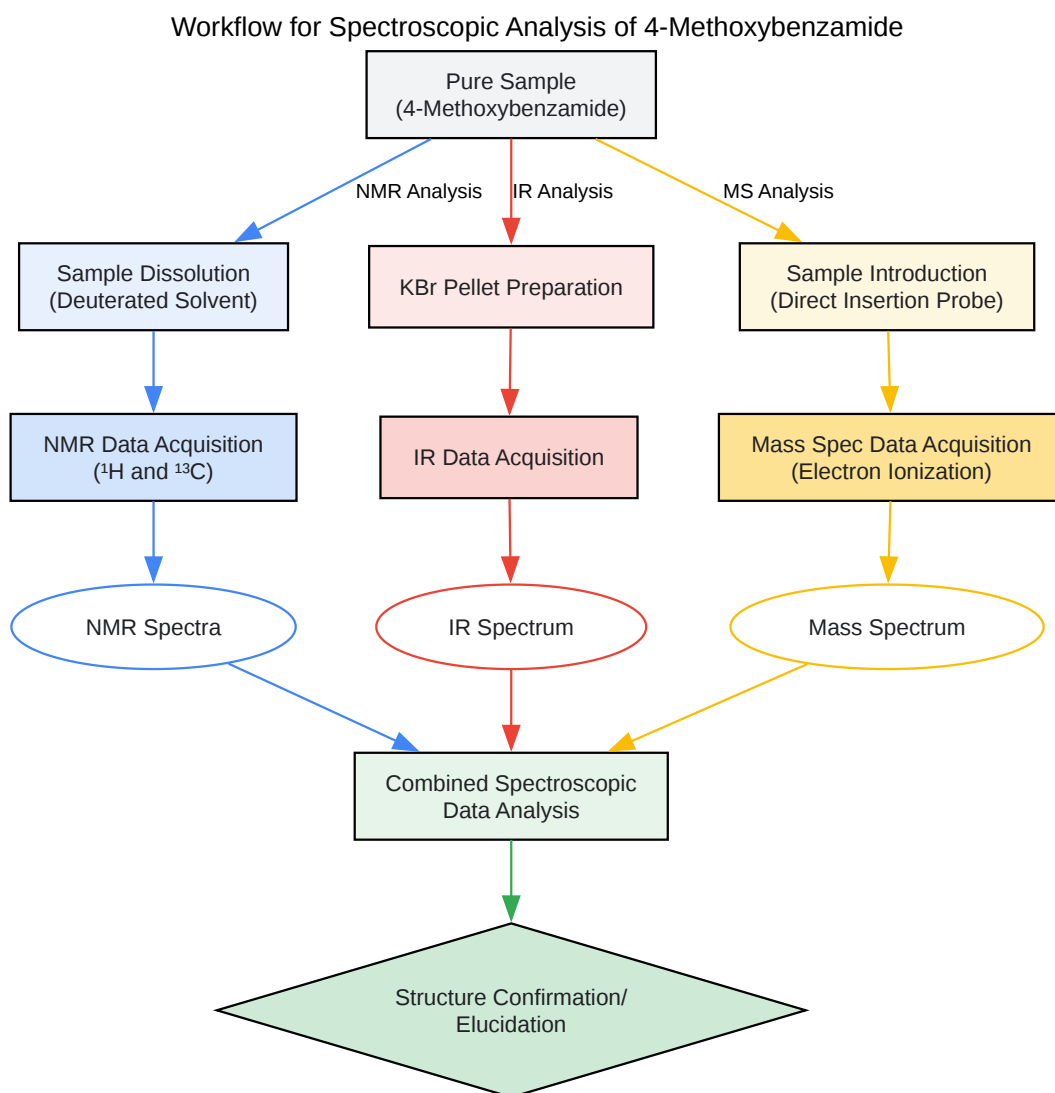 Workflow for Spectroscopic Analysis of 4-Methoxybenzamide
Pure Sample
(4-Methoxybenzamide)
NMR Analysis
IR Analysis
MS Analysis
Sample Dissolution
(Deuterated Solvent)
KBr Pellet Preparation
Sample Introduction
(Direct Insertion Probe)
NMR Data Acquisition
(¹H and ¹³C)
IR Data Acquisition
Mass Spec Data Acquisition
(Electron Ionization)
NMR Spectra
IR Spectrum
Mass Spectrum
Combined Spectroscopic
Data Analysis
Structure Confirmation/
Elucidation